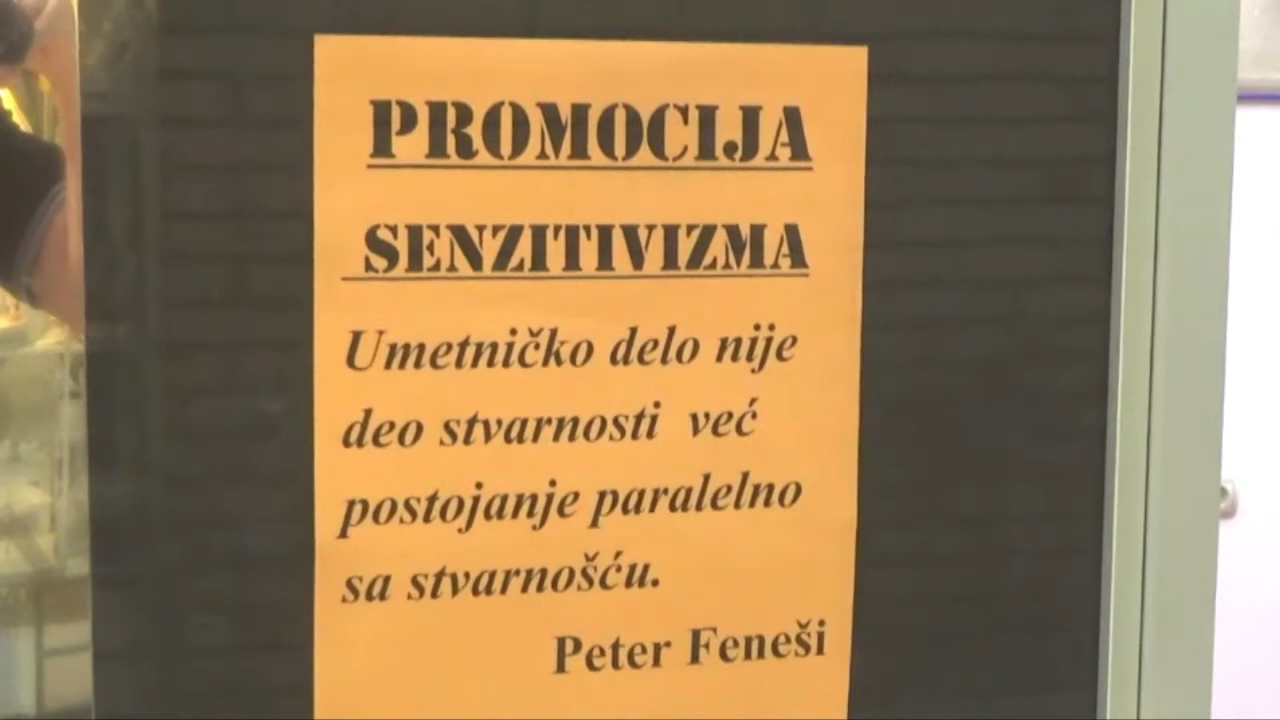 PROMOCIJA
SENZITIVIZMA
Umetničko delo nije
deo stvarnosti već
postojanje paralelno
sa stvarnošću.
Peter Feneši